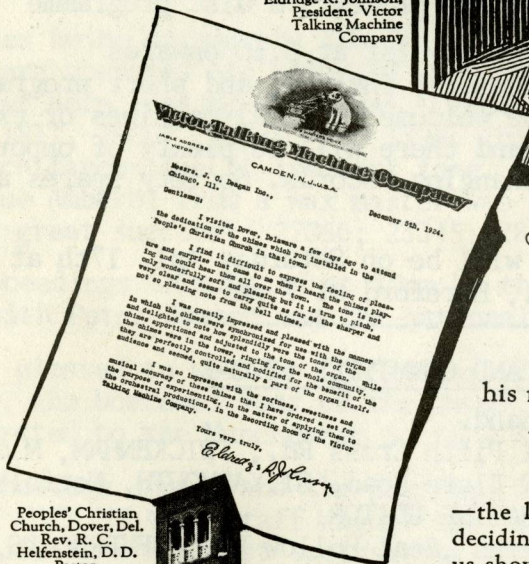 Eldridge R. Johnson,
President Victor
Talking Machine
Company
Victor Talking Machine Company
CABLE ADDRESS
VICTOR
CAMDEN, N.J., U.S.A.
December 5th, 1924.
Messrs. J. C. Deagan Inc.
Chicago, Ill.
Gentlemen:
I visited Dover, Delaware a few days ago to attend
the dedication of the chimes which you installed in the
People's Christian Church in that town.
I find it difficult to express the feeling of pleas-
ure and surprise that came to me when I heard the chimes play-
ing and could hear them all over the town. The tone is not
only wonderfully soft and pleasing but it is true to pitch,
very clear and seems to carry quite as far as the sharper and
not so pleasing note from the bell chimes.
I was greatly impressed and pleased with the manner
in which the chimes were synchronized for the organ
and delighted to note how splendidly the tones of the
chimes apportioned and adjusted to the tone of the organ. While
the chimes were in the tower, ringing for the whole community
they are perfectly controlled and modified for the benefit of the
audience and seemed, quite naturally a part of the organ itself.
I was so impressed with the softness, sweetness and
musical accuracy of the chimes that I have ordered a set for
the purpose of experimenting, in the matter of applying them to
the orchestral productions, in the Recording Room of the Victor
Talking Machine Company.
Yours very truly,
Eldridge R Johnson
his
—the
deciding
us
Peoples' Christian
Church, Dover, Del.
Rev. R. C.
Helfenstein, D. D.